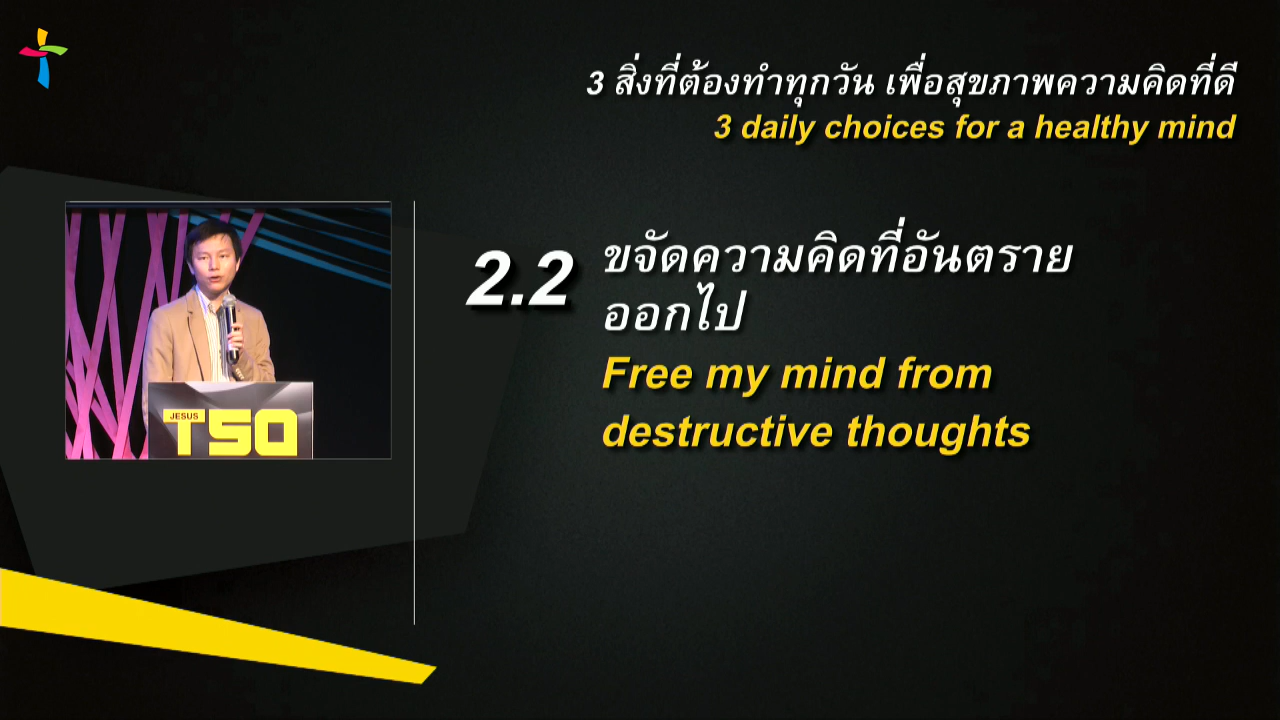 3 สิ่งที่ต้องทำทุกวัน เพื่อสุขภาพความคิดที่ดี
3 daily choices for a healthy mind
2.2 ขจัดความคิดที่อันตราย
ออกไป
Free my mind from
destructive thoughts
JESUS
TSO